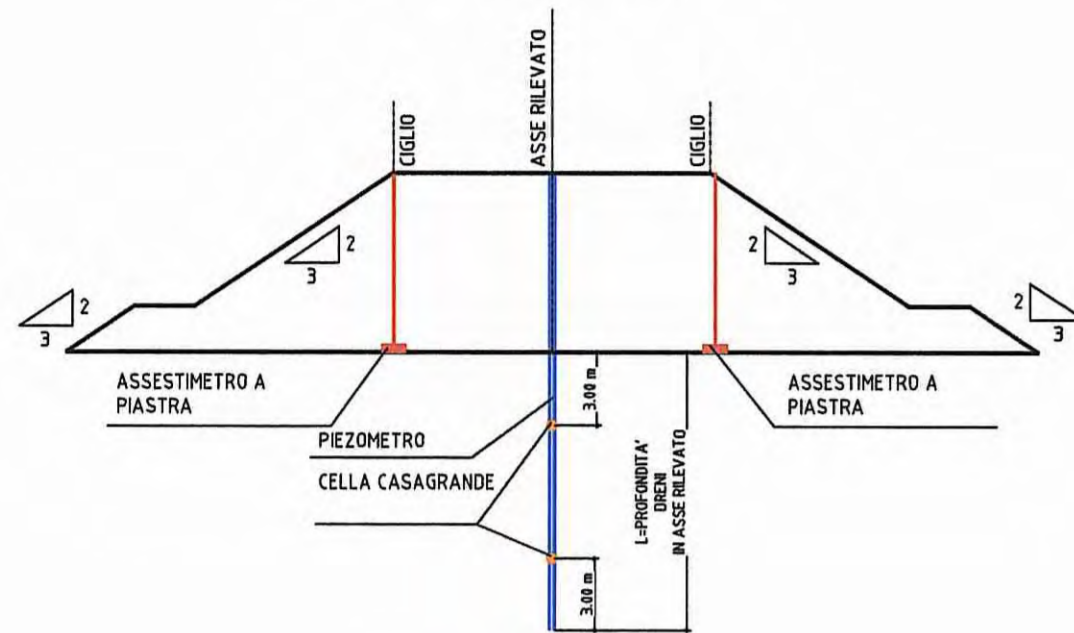 ASSE RILEVATO
CIGLIO
CIGLIO
2
3
2
3
2
3
2
3
ASSESTIMETRO A
PIASTRA
ASSESTIMETRO A
PIASTRA
3.00 m
PIEZOMETRO
CELLA CASAGRANDE
L=PROFONDITA'
DRENI
IN ASSE RILEVATO
3.00 m